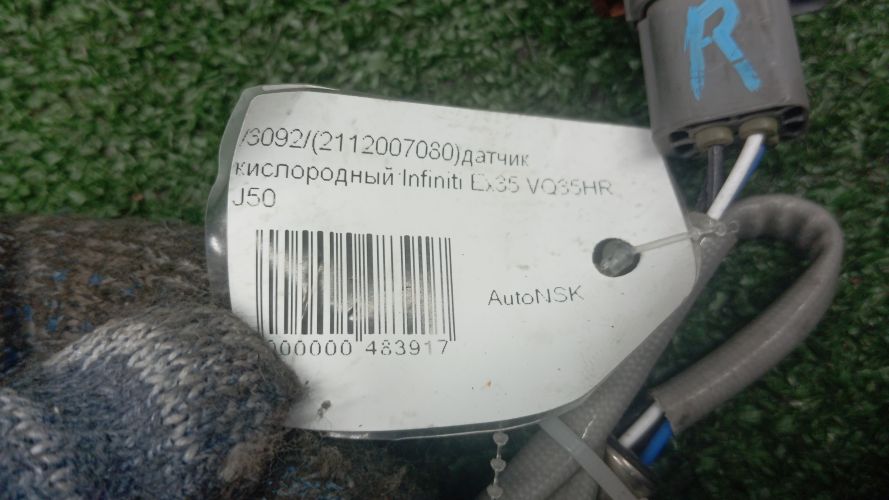 R
/3092/(2112007080)датчик
кислородный Infiniti Ex35 VQ35HR
J50
AutoNSK
000000 483917